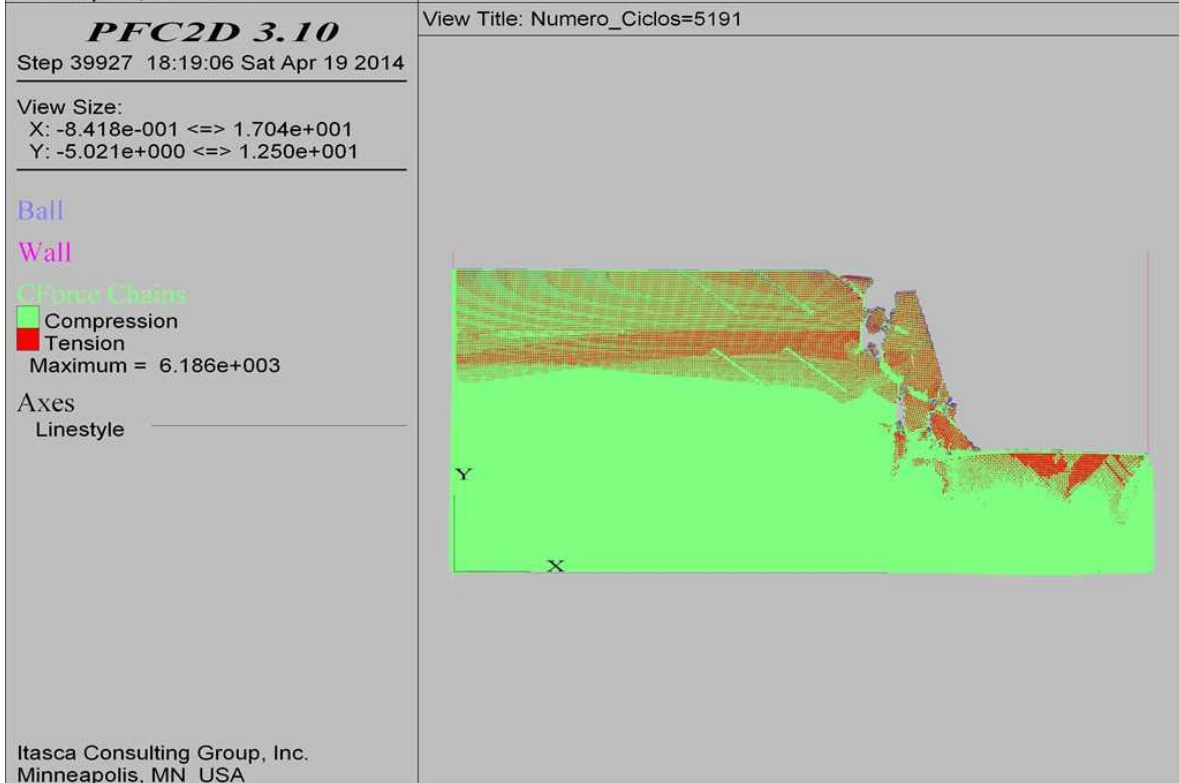 PFC2D 3.10
Step 39927 18:19:06 Sat Apr 19 2014
View Size:
X: -8.418e-001 <=> 1.704e+001
Y: -5.021e+000 <=> 1.250e+001
Ball
Wall
CForce Chains
Compression
Tension
Maximum = 6.186e+003
Axes
Linestyle
Itasca Consulting Group, Inc.
Minneapolis, MN USA
View Title: Numero_Ciclos=5191
Y
X